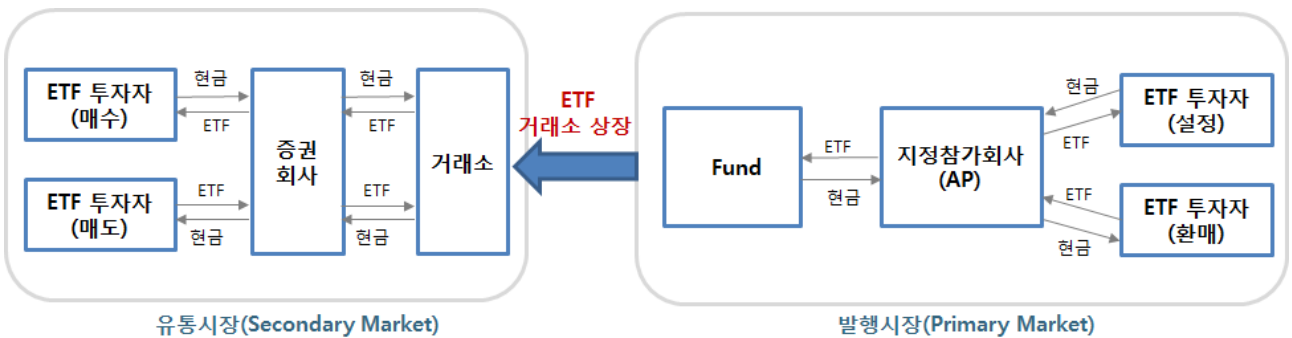 ETF 투자자
(매수)
현금
ETF
ETF 투자자
(매도)
ETF
현금
증권
회사
현금
ETF
ETF
현금
거래소
ETF
거래소 상장
Fund
ETF
현금
지정참가회사
(AP)
현금
ETF
ETF
현금
ETF 투자자
(설정)
ETF 투자자
(환매)
유통시장(Secondary Market)
발행시장(Primary Market)